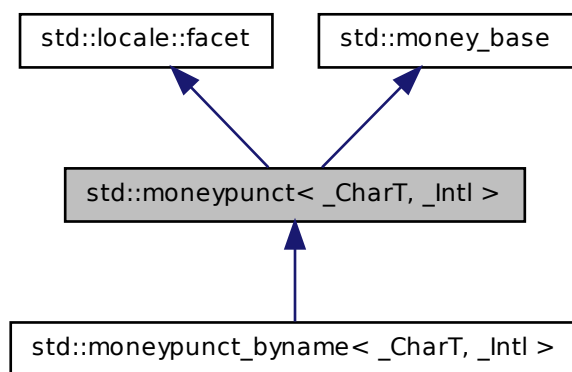 std::locale::facet
std::money_base
std::moneypunct< _CharT, _Intl >
std::moneypunct_byname< _CharT, _Intl >